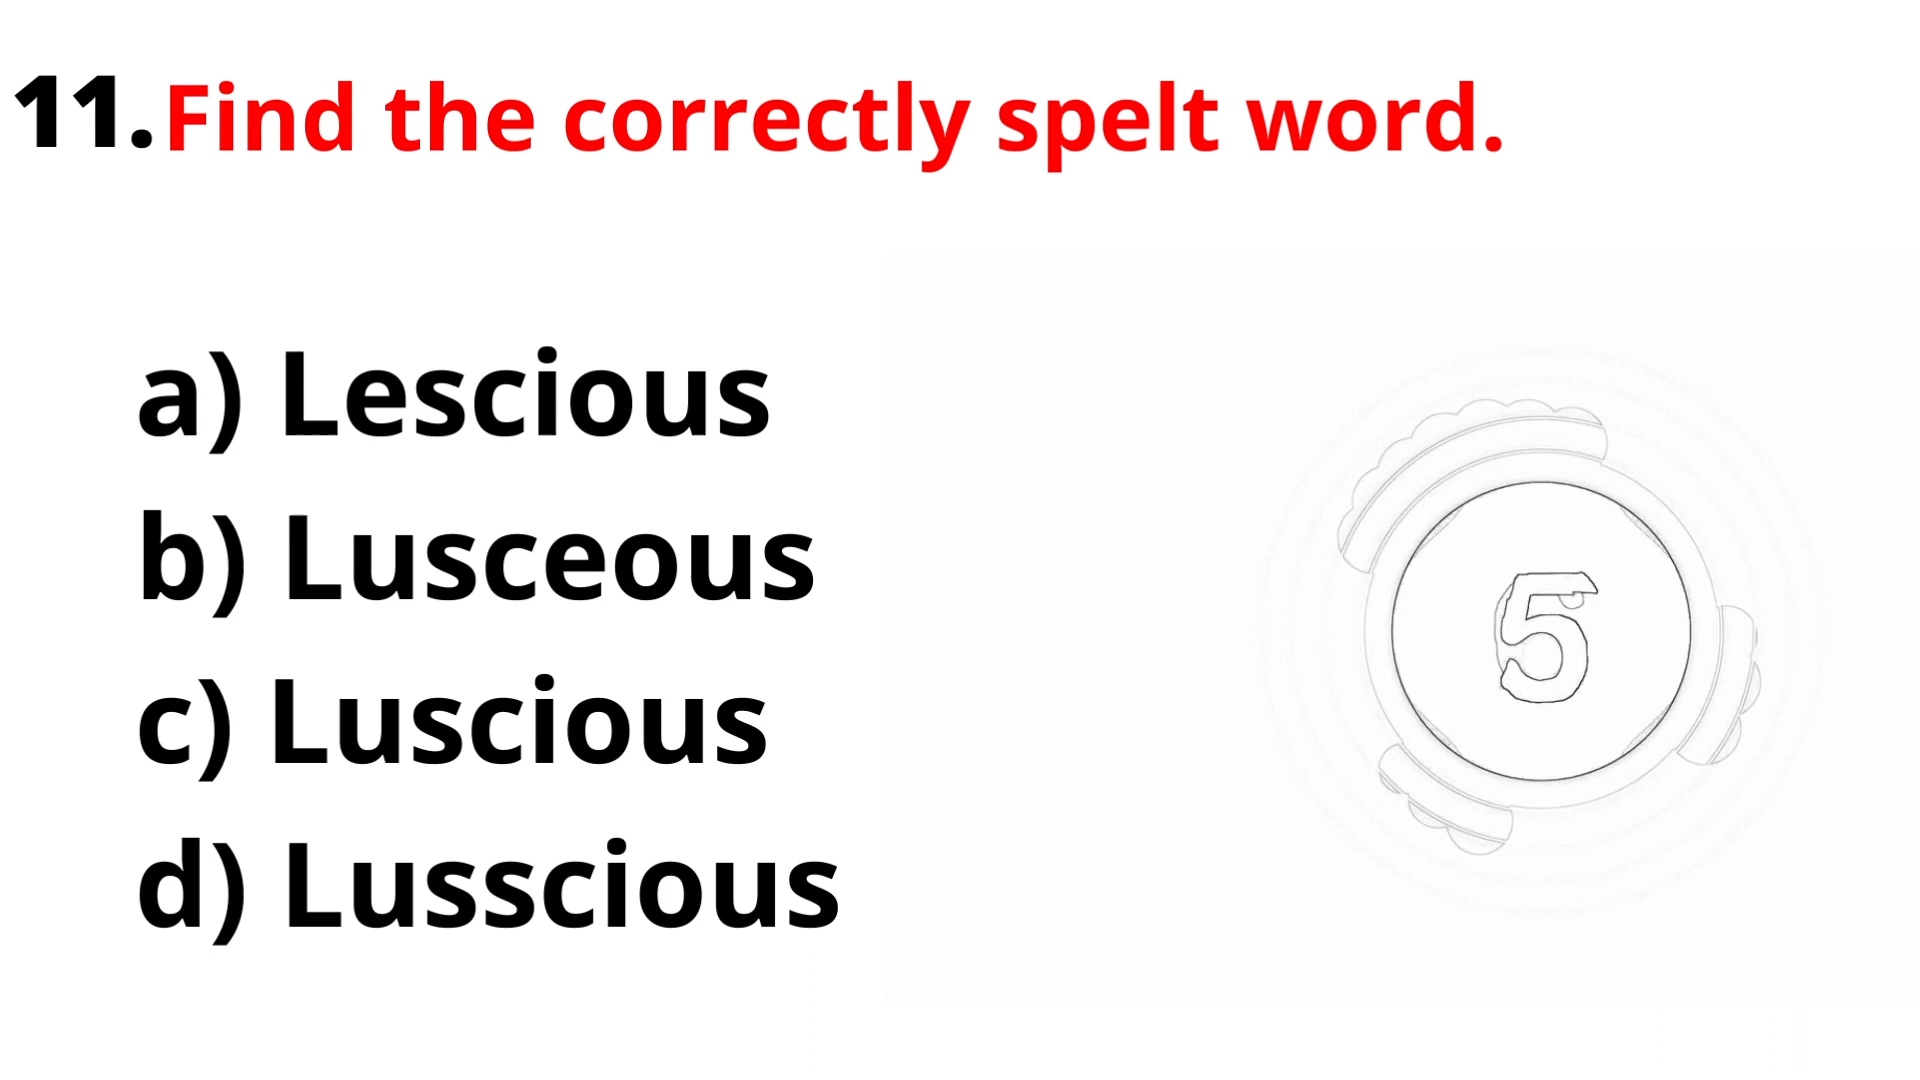 11. Find the correctly spelt word.
a) Lescious
b) Lusceous
c) Luscious
5
d) Lusscious